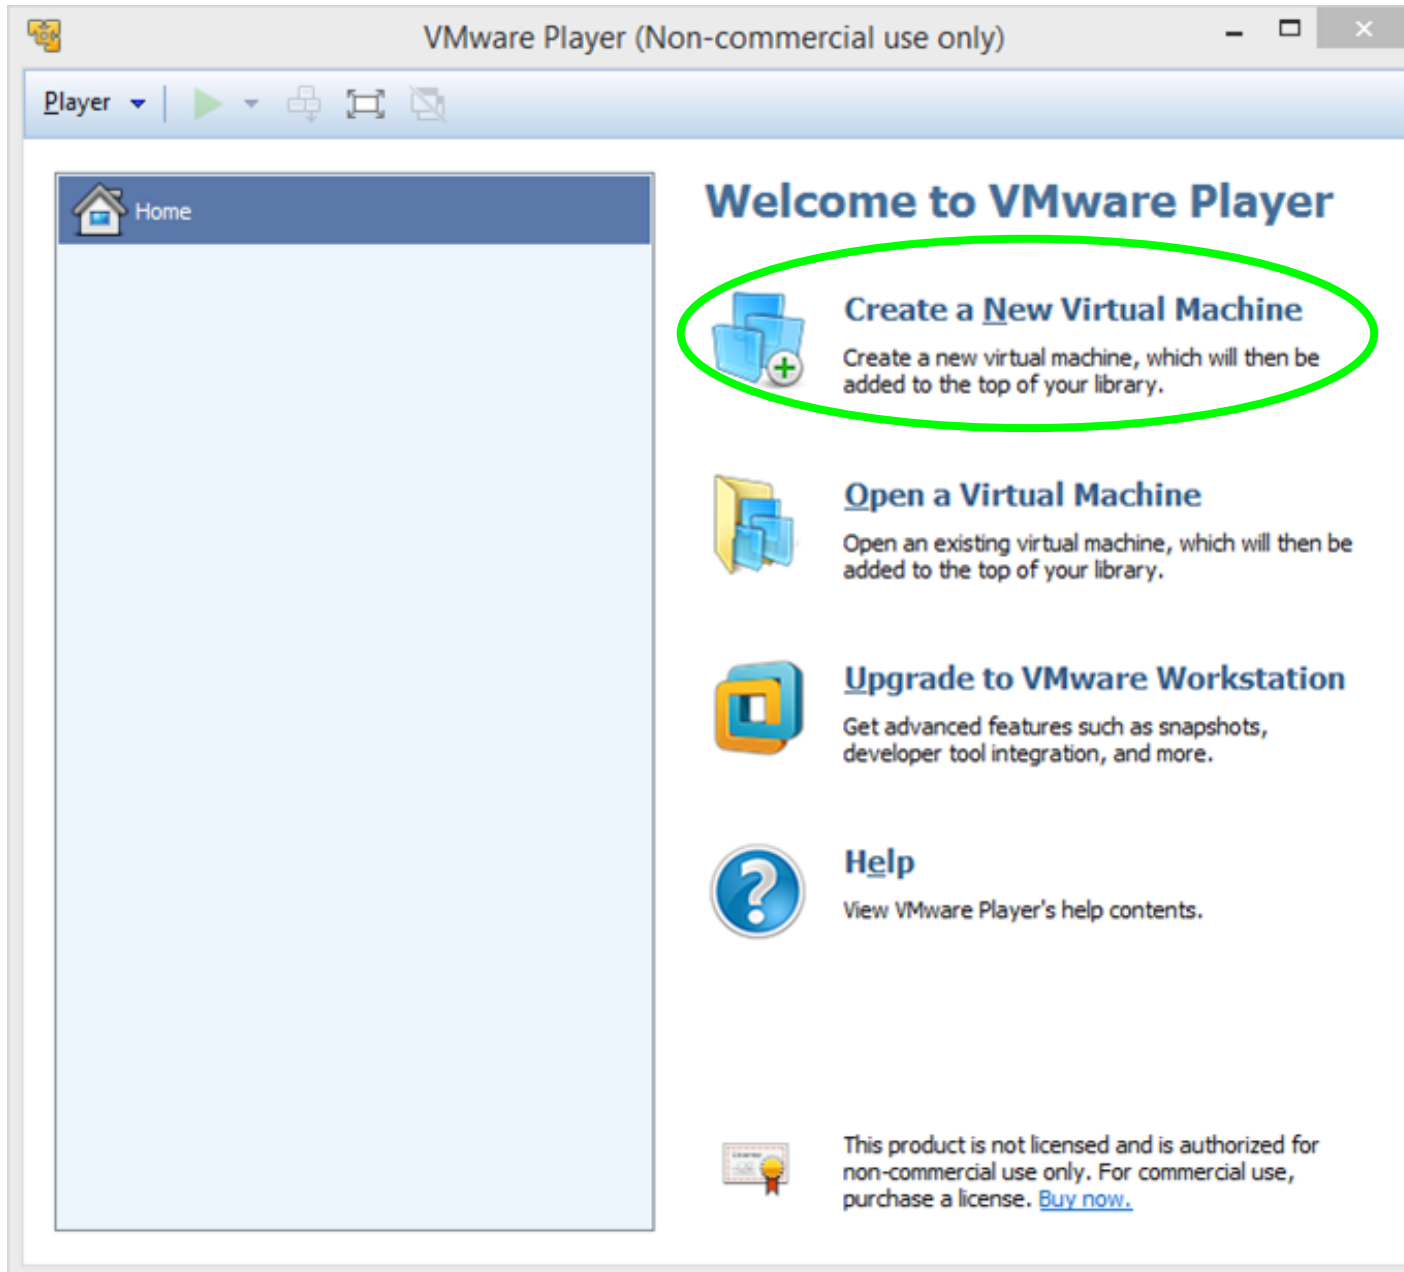 VMware Player (Non-commercial use only)
Player
Home
Welcome to VMware Player
Create a New Virtual Machine
Create a new virtual machine, which will then be
added to the top of your library.
Open a Virtual Machine
Open an existing virtual machine, which will then be
added to the top of your library.
Upgrade to VMware Workstation
Get advanced features such as snapshots,
developer tool integration, and more.
Help
View VMware Player's help contents.
This product is not licensed and is authorized for
non-commercial use only. For commercial use,
purchase a license. Buy now.